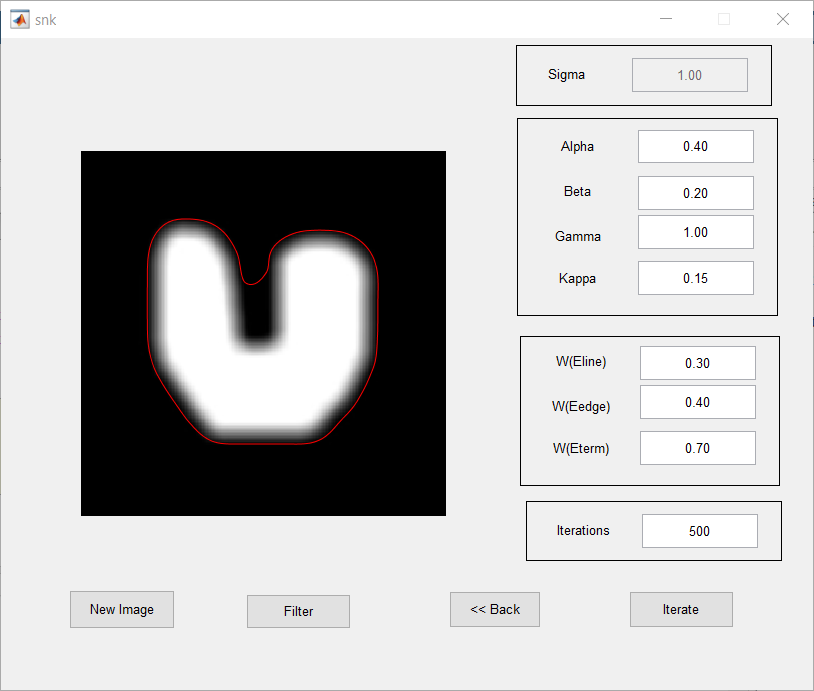 snk
Sigma 1.00
Alpha 0.40
Beta 0.20
Gamma 1.00
Kappa 0.15
W(Eline) 0.30
W(Eedge) 0.40
W(Eterm) 0.70
Iterations 500
New Image Filter << Back Iterate